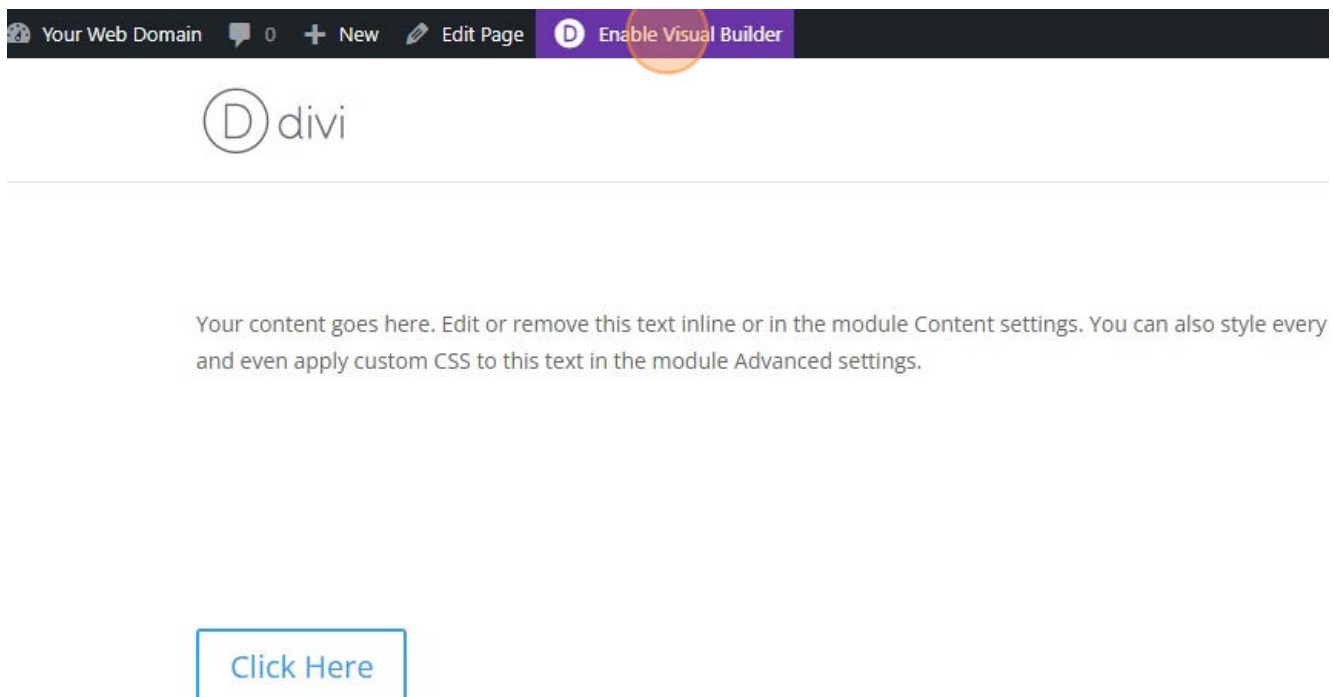 Your Web Domain 0 New Edit Page D Enable Visual Builder
D divi
Your content goes here. Edit or remove this text inline or in the module Content settings. You can also style every
and even apply custom CSS to this text in the module Advanced settings.
Click Here